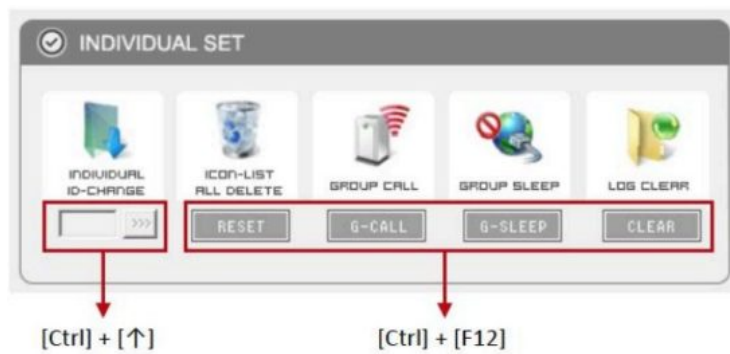 INDIVIDUAL SET
INDIVIDUAL
ID-CHANGE
ICON-LIST
ALL DELETE
GROUP CALL
GROUP SLEEP
LOG CLEAR
>>>
RESET
G-CALL
G-SLEEP
CLEAR
[Ctrl] + [↑]
[Ctrl] + [F12]